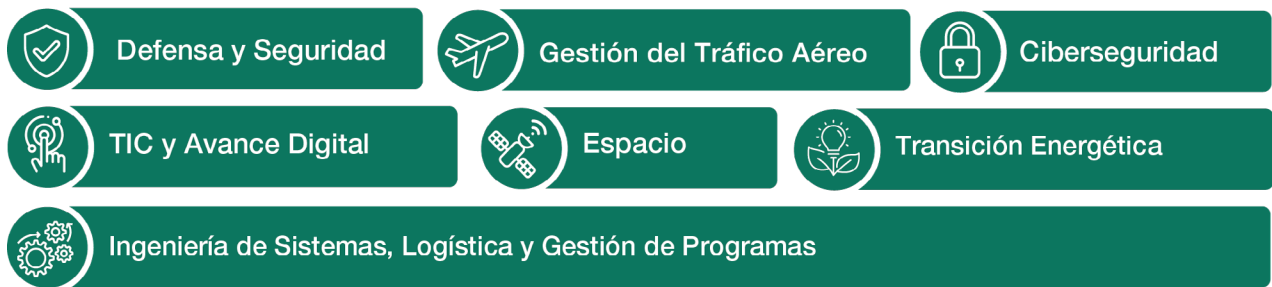 Defensa y Seguridad
Gestión del Tráfico Aéreo
Ciberseguridad
TIC y Avance Digital
Espacio
Transición Energética
Ingeniería de Sistemas, Logística y Gestión de Programas